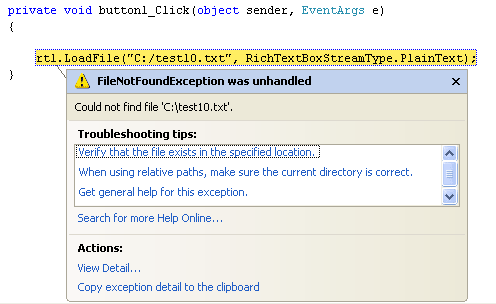 private void button1_Click(object sender, EventArgs e)
{
rt1.LoadFile("C:/test10.txt", RichTextBoxStreamType.PlainText);
}
FileNotFoundException was unhandled
Could not find file 'C:\test10.txt'.
Troubleshooting tips:
Verify that the file exists in the specified location.
When using relative paths, make sure the current directory is correct.
Get general help for this exception.
Search for more Help Online...
Actions:
View Detail...
Copy exception detail to the clipboard